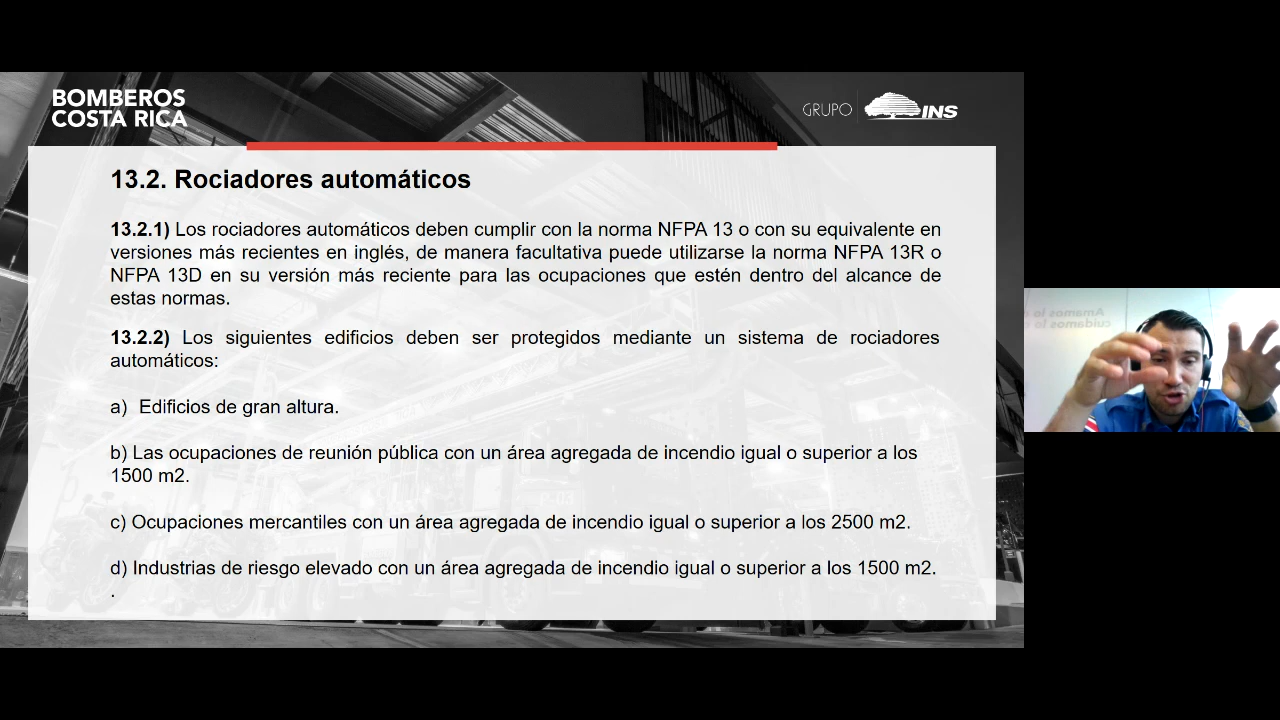 BOMBEROS
COSTA RICA
GRUPO INS
13.2. Rociadores automáticos
13.2.1) Los rociadores automáticos deben cumplir con la norma NFPA 13 o con su equivalente en
versiones más recientes en inglés, de manera facultativa puede utilizarse la norma NFPA 13R o
NFPA 13D en su versión más reciente para las ocupaciones que estén dentro del alcance de
estas normas.
13.2.2) Los siguientes edificios deben ser protegidos mediante un sistema de rociadores
automáticos:
a) Edificios de gran altura.
b) Las ocupaciones de reunión pública con un área agregada de incendio igual o superior a los
1500 m2.
c) Ocupaciones mercantiles con un área agregada de incendio igual o superior a los 2500 m2.
d) Industrias de riesgo elevado con un área agregada de incendio igual o superior a los 1500 m2.
.
Amamos lo
cuidamos